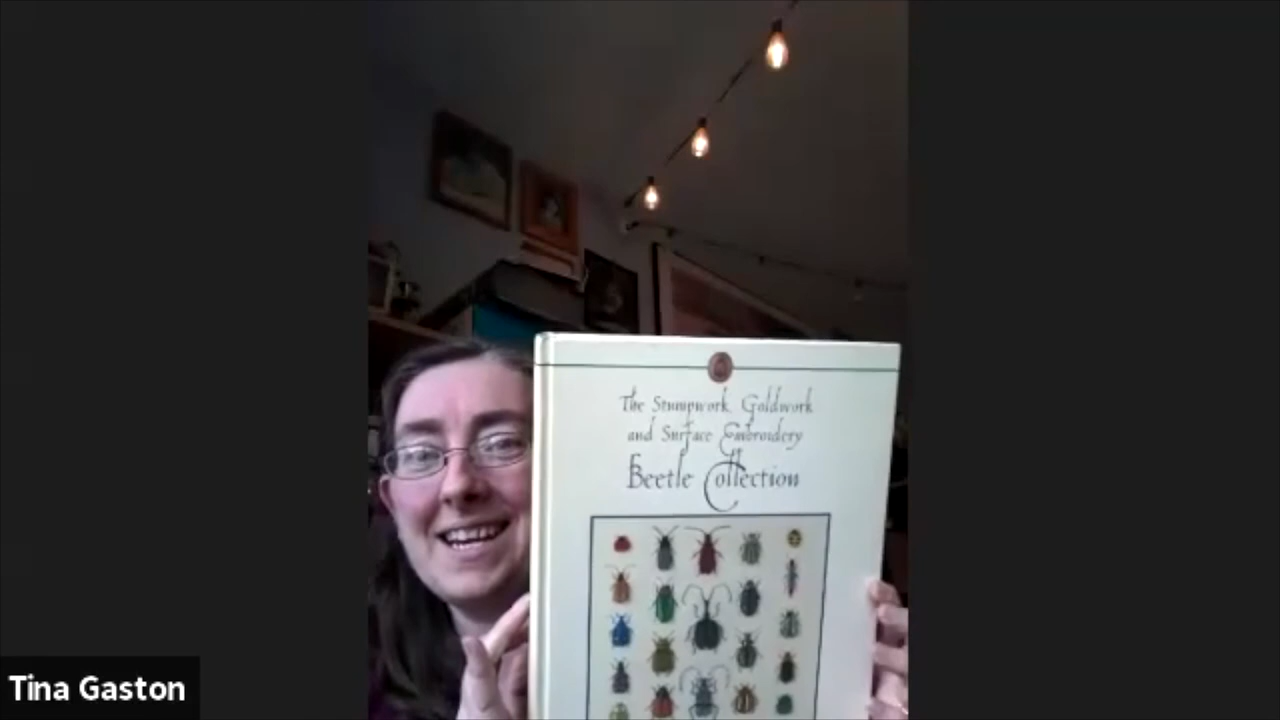 The Stumpwork, Goldwork
and Surface Embroidery
Beetle Collection
Tina Gaston